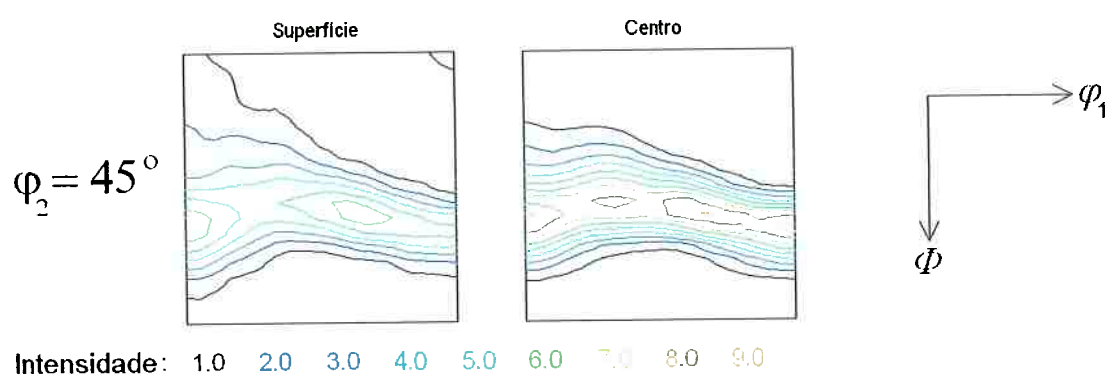 Superfície Centro
φ₁
φ₂ = 45°
Φ
Intensidade: 1.0 2.0 3.0 4.0 5.0 6.0 7.0 8.0 9.0